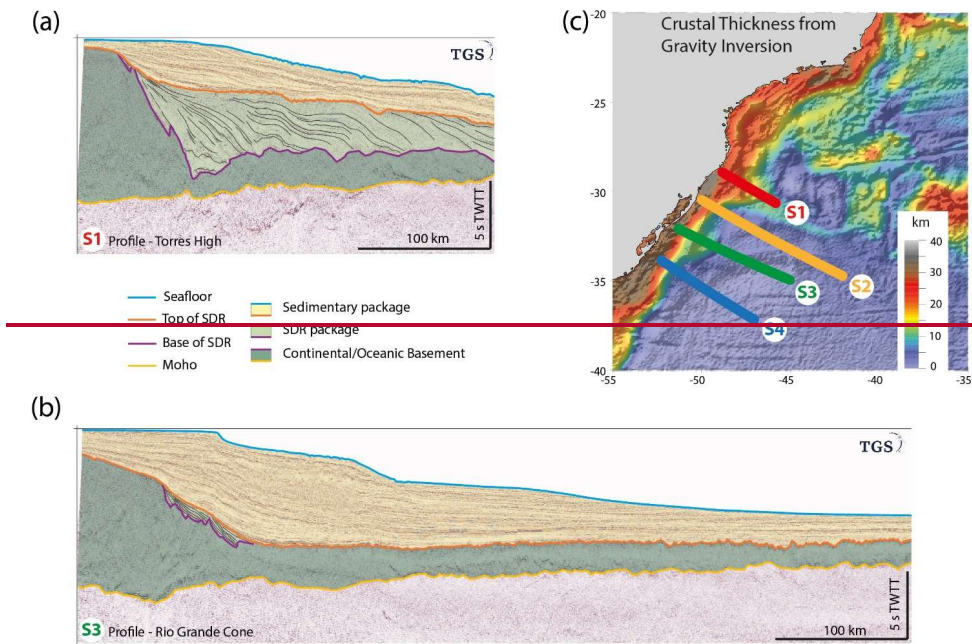 (a)
TGS
5 s TWTT
100 km
S1 Profile - Torres High
Seafloor
Top of SDR
Base of SDR
Moho
Sedimentary package
SDR package
Continental/Oceanic Basement
(c)
Crustal Thickness from
Gravity Inversion
-20
-25
-30
-35
-40
-55
-50
-45
-40
-35
S1
S2
S3
S4
km
40
30
20
10
0
(b)
TGS
5 s TWTT
100 km
S3 Profile - Rio Grande Cone